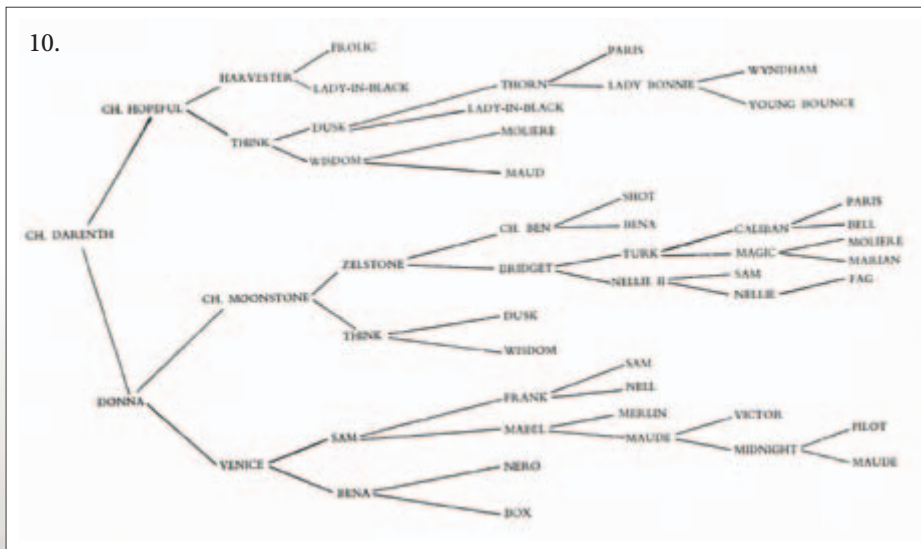 10.
FROLIC
HARVESTER
LADY-IN-BLACK
CH. HOPEFUL
THINK
DUSK
WISDOM
THORN
LADY-IN-BLACK
MOLIERE
MAUD
PARIS
LADY BONNIE
WYNDHAM
YOUNG BOUNCE
CH. DARENTH
DONNA
CH. MOONSTONE
ZELSTONE
THINK
CH. BEN
BRIDGET
SHOT
BENA
TURK
NELLIE II
CALIBAN
MAGIC
SAM
NELLIE
PARIS
BELL
MOLIERE
MARIAN
FAG
DUSK
WISDOM
VENICE
SAM
BENA
FRANK
MABEL
SAM
NELL
MERLIN
MAUDE
VICTOR
MIDNIGHT
PILOT
MAUDE
NERO
BOX